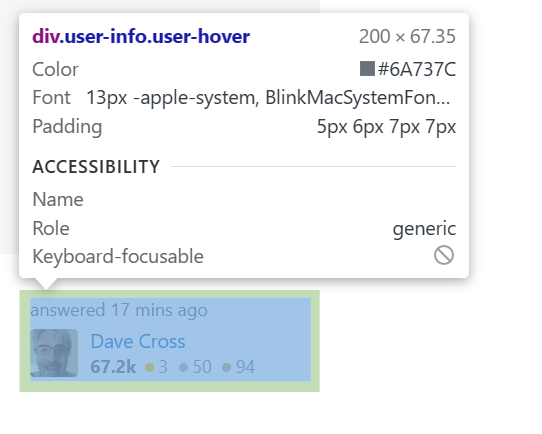 div.user-info.user-hover 200 × 67.35
Color #6A737C
Font 13px -apple-system, BlinkMacSystemFon...
Padding 5px 6px 7px 7px
ACCESSIBILITY
Name
Role generic
Keyboard-focusable
answered 17 mins ago
Dave Cross
67.2k ● 3 ● 50 ● 94